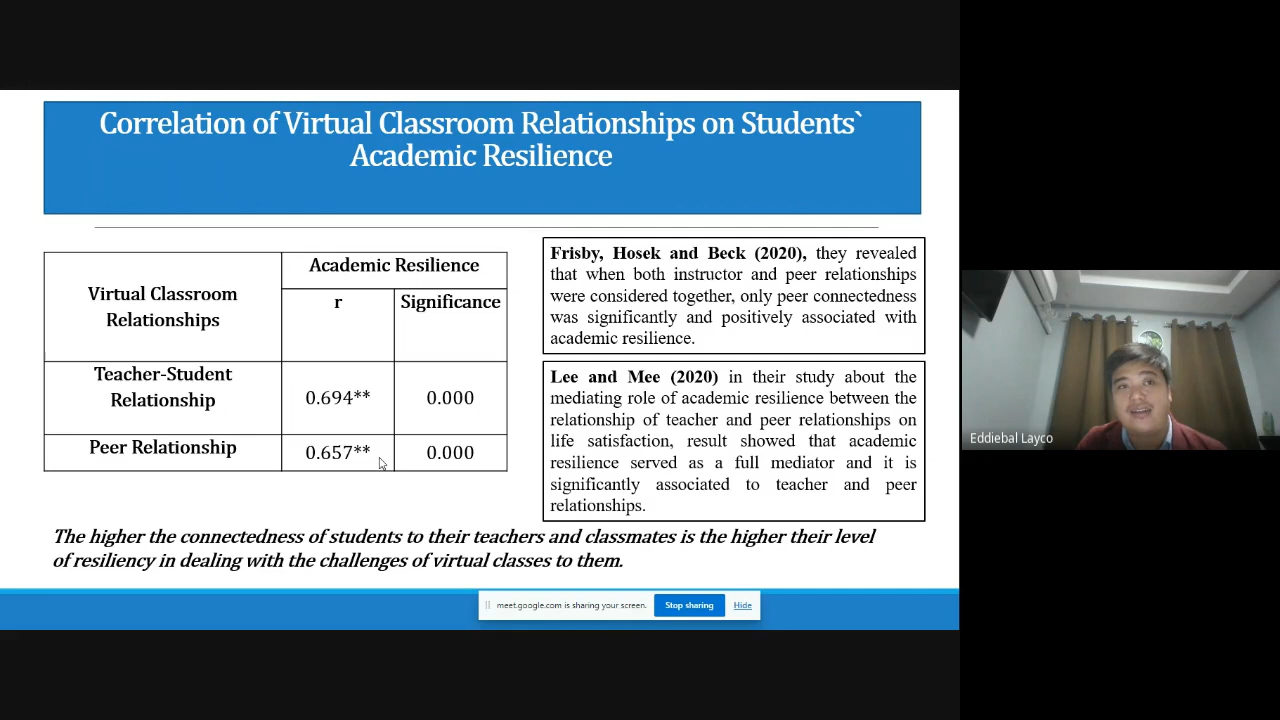 Correlation of Virtual Classroom Relationships on Students`
Academic Resilience
Virtual Classroom
Relationships
Academic Resilience
r
Significance
Teacher-Student
Relationship
0.694**
0.000
Peer Relationship
0.657**
0.000
Frisby, Hosek and Beck (2020), they revealed
that when both instructor and peer relationships
were considered together, only peer connectedness
was significantly and positively associated with
academic resilience.
Lee and Mee (2020) in their study about the
mediating role of academic resilience between the
relationship of teacher and peer relationships on
life satisfaction, result showed that academic
resilience served as a full mediator and it is
significantly associated to teacher and peer
relationships.
The higher the connectedness of students to their teachers and classmates is the higher their level
of resiliency in dealing with the challenges of virtual classes to them.
meet.google.com is sharing your screen.
Stop sharing
Hide
Eddiebal Layco